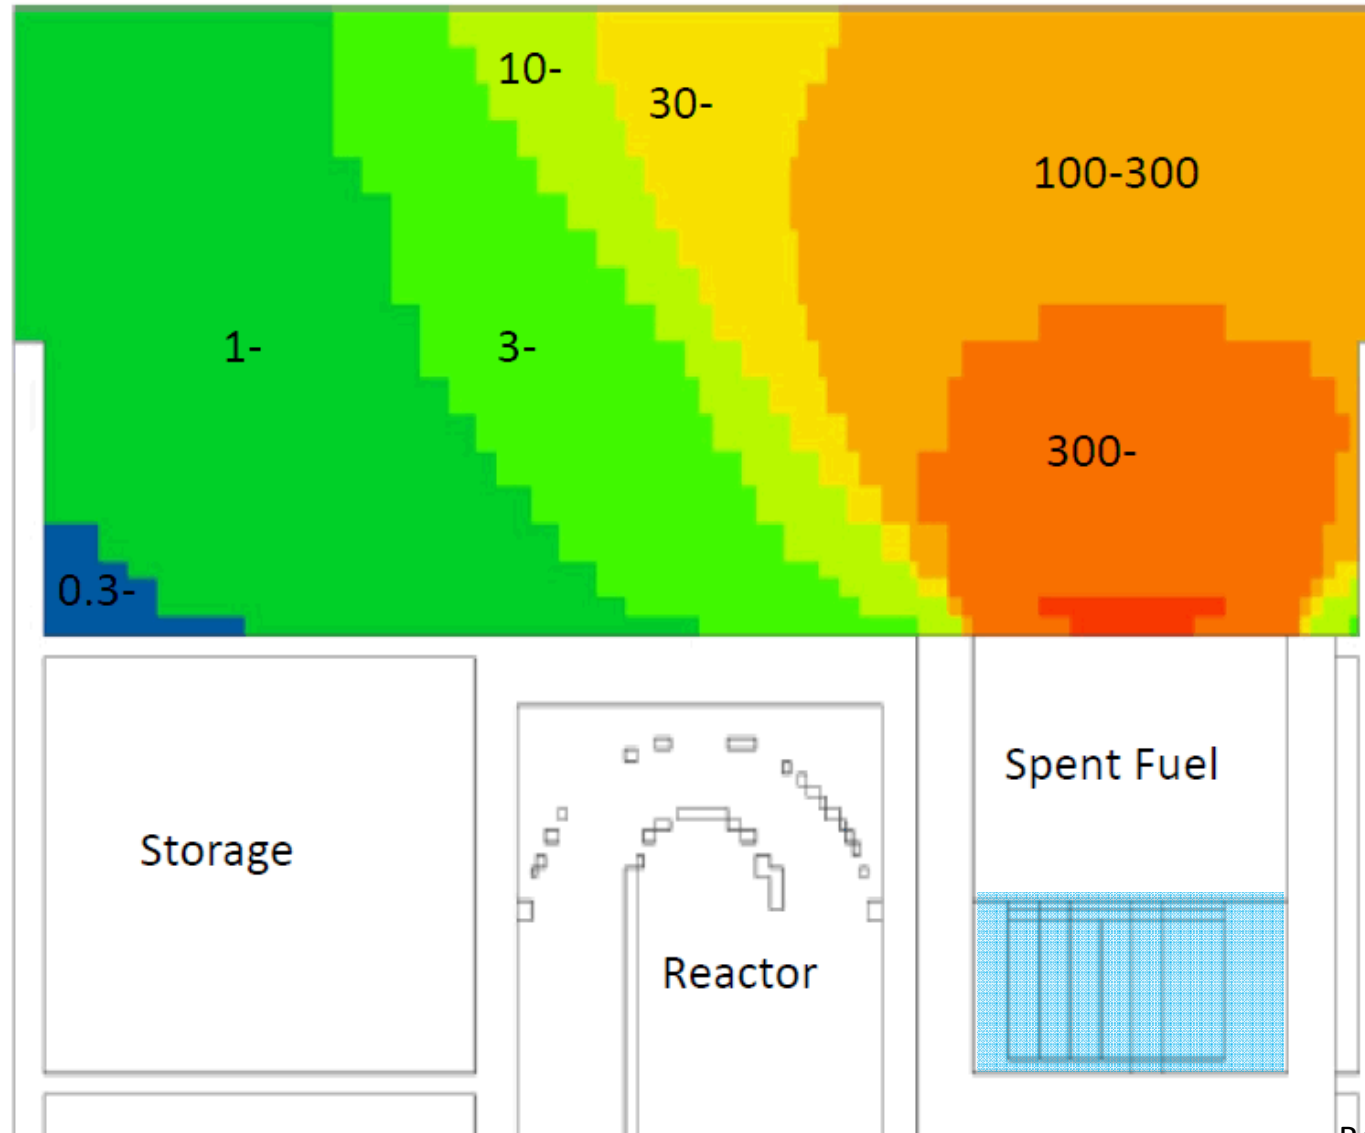 10-
30-
100-300
1-
3-
300-
0.3-
Spent Fuel
Storage
Reactor